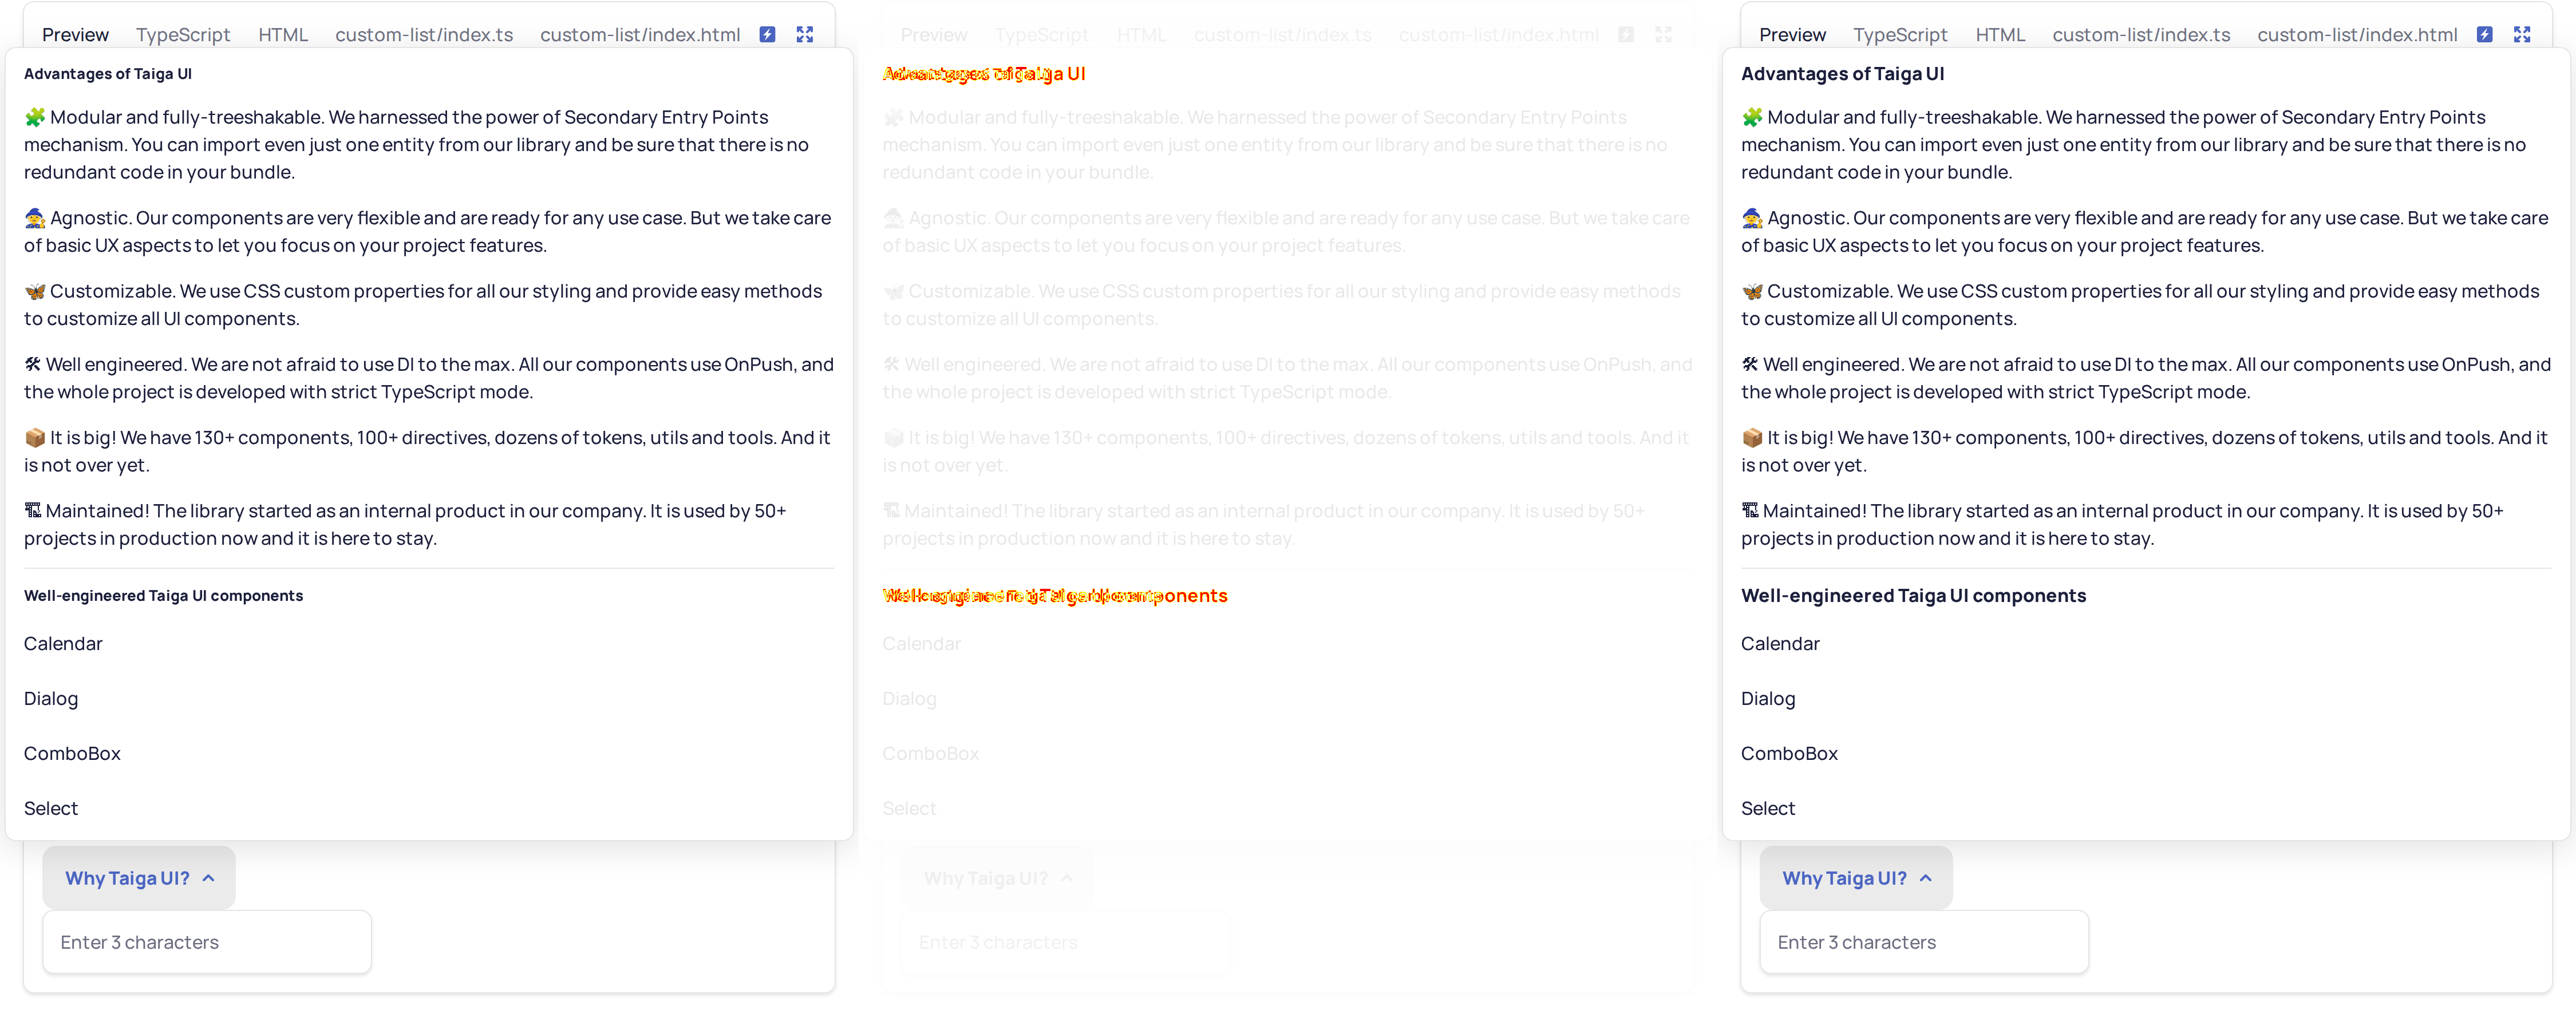 Preview TypeScript HTML custom-list/index.ts custom-list/index.html
Advantages of Taiga UI
🧩 Modular and fully-treeshakable. We harnessed the power of Secondary Entry Points
mechanism. You can import even just one entity from our library and be sure that there is no
redundant code in your bundle.
🧙 Agnostic. Our components are very flexible and are ready for any use case. But we take care
of basic UX aspects to let you focus on your project features.
🦋 Customizable. We use CSS custom properties for all our styling and provide easy methods
to customize all UI components.
🛠 Well engineered. We are not afraid to use DI to the max. All our components use OnPush, and
the whole project is developed with strict TypeScript mode.
📦 It is big! We have 130+ components, 100+ directives, dozens of tokens, utils and tools. And it
is not over yet.
🏗 Maintained! The library started as an internal product in our company. It is used by 50+
projects in production now and it is here to stay.
Well-engineered Taiga UI components
Calendar
Dialog
ComboBox
Select
Why Taiga UI?
Enter 3 characters
Preview TypeScript HTML custom-list/index.ts custom-list/index.html
Advantages of Taiga UI
🧩 Modular and fully-treeshakable. We harnessed the power of Secondary Entry Points
mechanism. You can import even just one entity from our library and be sure that there is no
redundant code in your bundle.
🧙 Agnostic. Our components are very flexible and are ready for any use case. But we take care
of basic UX aspects to let you focus on your project features.
🦋 Customizable. We use CSS custom properties for all our styling and provide easy methods
to customize all UI components.
🛠 Well engineered. We are not afraid to use DI to the max. All our components use OnPush, and
the whole project is developed with strict TypeScript mode.
📦 It is big! We have 130+ components, 100+ directives, dozens of tokens, utils and tools. And it
is not over yet.
🏗 Maintained! The library started as an internal product in our company. It is used by 50+
projects in production now and it is here to stay.
Well-engineered Taiga UI components
Calendar
Dialog
ComboBox
Select
Why Taiga UI?
Enter 3 characters
Preview TypeScript HTML custom-list/index.ts custom-list/index.html
Advantages of Taiga UI
🧩 Modular and fully-treeshakable. We harnessed the power of Secondary Entry Points
mechanism. You can import even just one entity from our library and be sure that there is no
redundant code in your bundle.
🧙 Agnostic. Our components are very flexible and are ready for any use case. But we take care
of basic UX aspects to let you focus on your project features.
🦋 Customizable. We use CSS custom properties for all our styling and provide easy methods
to customize all UI components.
🛠 Well engineered. We are not afraid to use DI to the max. All our components use OnPush, and
the whole project is developed with strict TypeScript mode.
📦 It is big! We have 130+ components, 100+ directives, dozens of tokens, utils and tools. And it
is not over yet.
🏗 Maintained! The library started as an internal product in our company. It is used by 50+
projects in production now and it is here to stay.
Well-engineered Taiga UI components
Calendar
Dialog
ComboBox
Select
Why Taiga UI?
Enter 3 characters